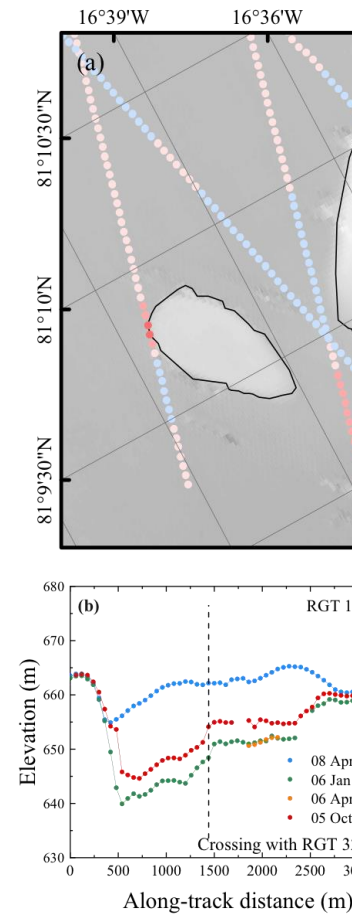 16°39'W 16°36'W
(a)
81°10'30"N
81°10'N
81°9'30"N
680
(b) RGT
670
660
650
640
630
Elevation (m)
08 Apr
06 Jan
06 Apr
05 Oct
Crossing with RGT
0 500 1000 1500 2000 2500
Along-track distance (m)